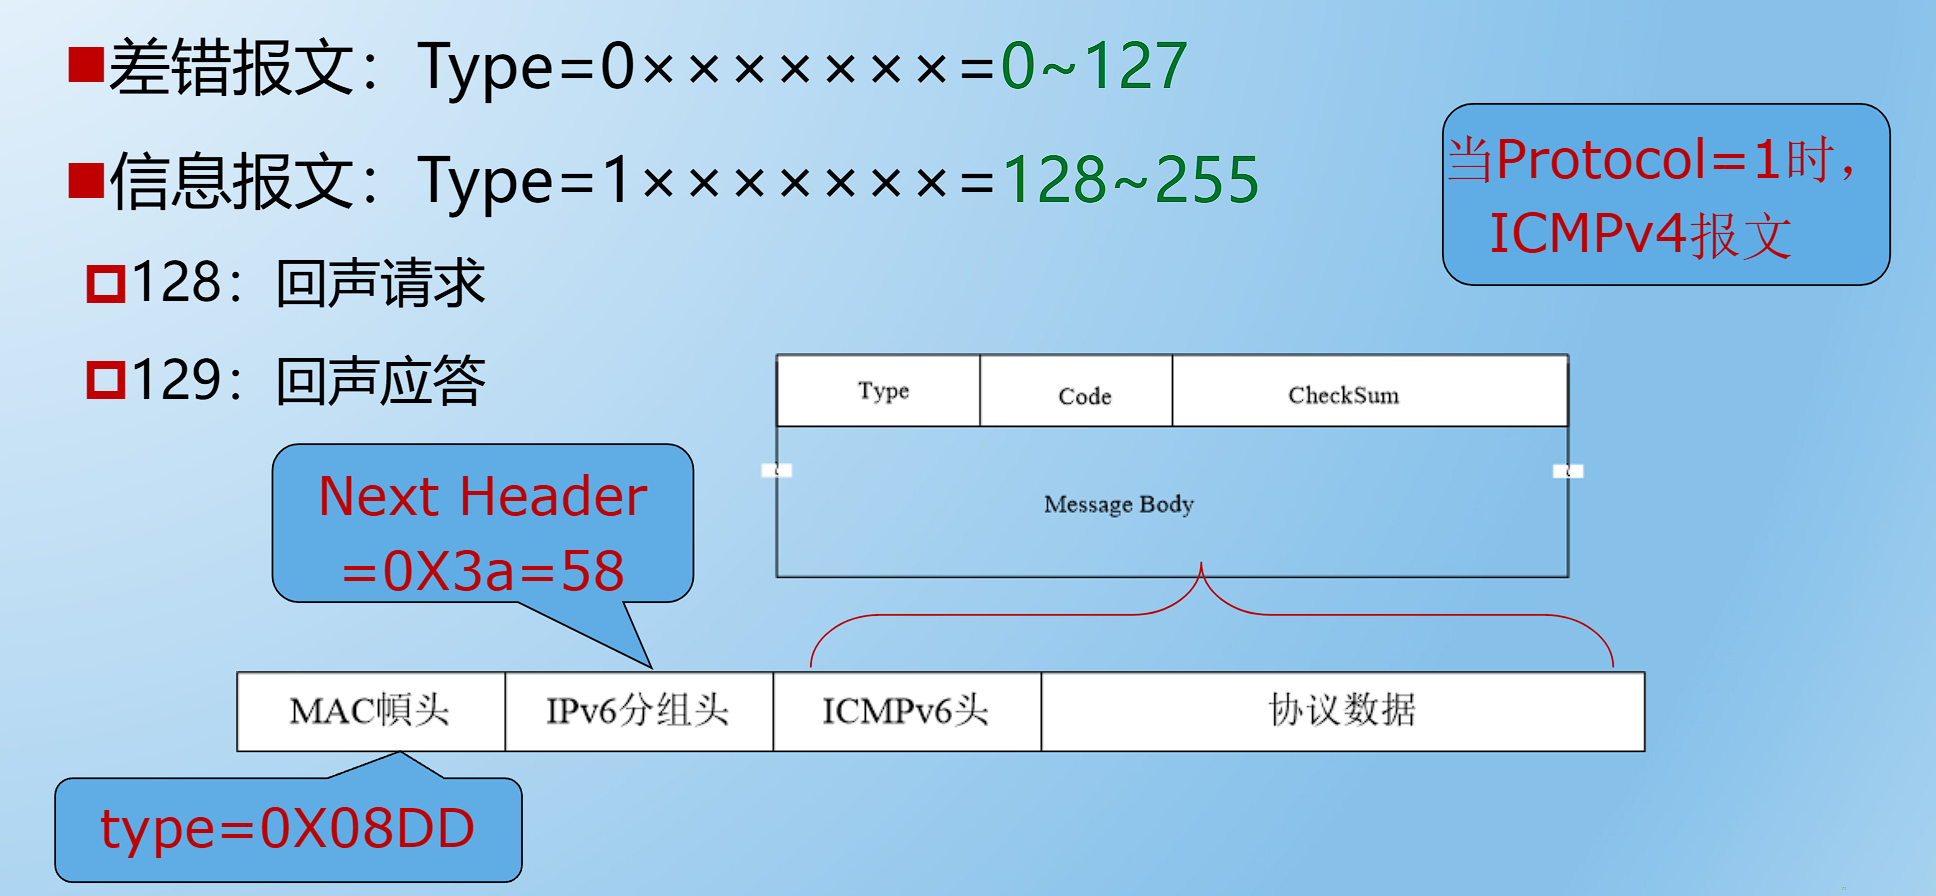 差错报文：Type=0×××××××=0~127
信息报文：Type=1×××××××=128~255
当Protocol=1时，
ICMPv4报文
128：回声请求
129：回声应答
Type
Code
CheckSum
Message Body
Next Header
=0X3a=58
MAC幀头
IPv6分组头
ICMPv6头
协议数据
type=0X08DD